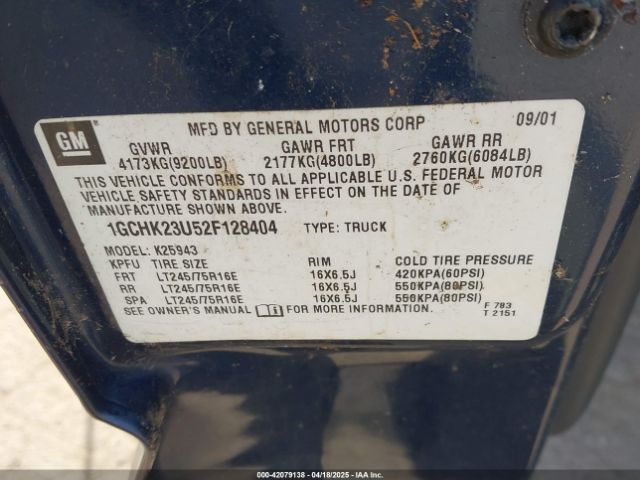 MFD BY GENERAL MOTORS CORP 09/01
GM
GVWR GAWR FRT GAWR RR
4173KG(9200LB) 2177KG(4800LB) 2760KG(6084LB)
THIS VEHICLE CONFORMS TO ALL APPLICABLE U.S. FEDERAL MOTOR
VEHICLE SAFETY STANDARDS IN EFFECT ON THE DATE OF
MANUFACTURE SHOWN ABOVE.
1GCHK23U52F128404 TYPE: TRUCK
MODEL: K25943
KPFU TIRE SIZE RIM COLD TIRE PRESSURE
FRT LT245/75R16E 16X6.5J 420KPA(60PSI)
RR LT245/75R16E 16X6.5J 550KPA(80PSI)
SPA LT245/75R16E 16X6.5J 550KPA(80PSI)
SEE OWNER'S MANUAL FOR MORE INFORMATION.
F 783
T 2151
000-42079138 - 04/18/2025 - IAA Inc.